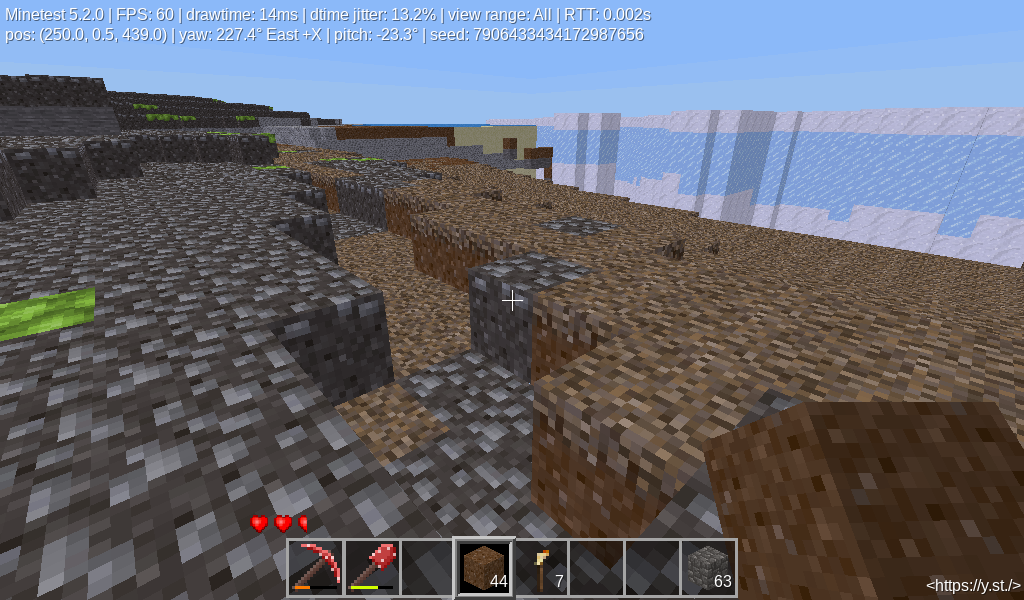 Minetest 5.2.0 | FPS: 60 | drawtime: 14ms | dtime jitter: 13.2% | view range: All | RTT: 0.002s
pos: (250.0, 0.5, 439.0) | yaw: 227.4° East +X | pitch: -23.3° | seed: 7906433434172987656
44 7 63
<https://y.st./>